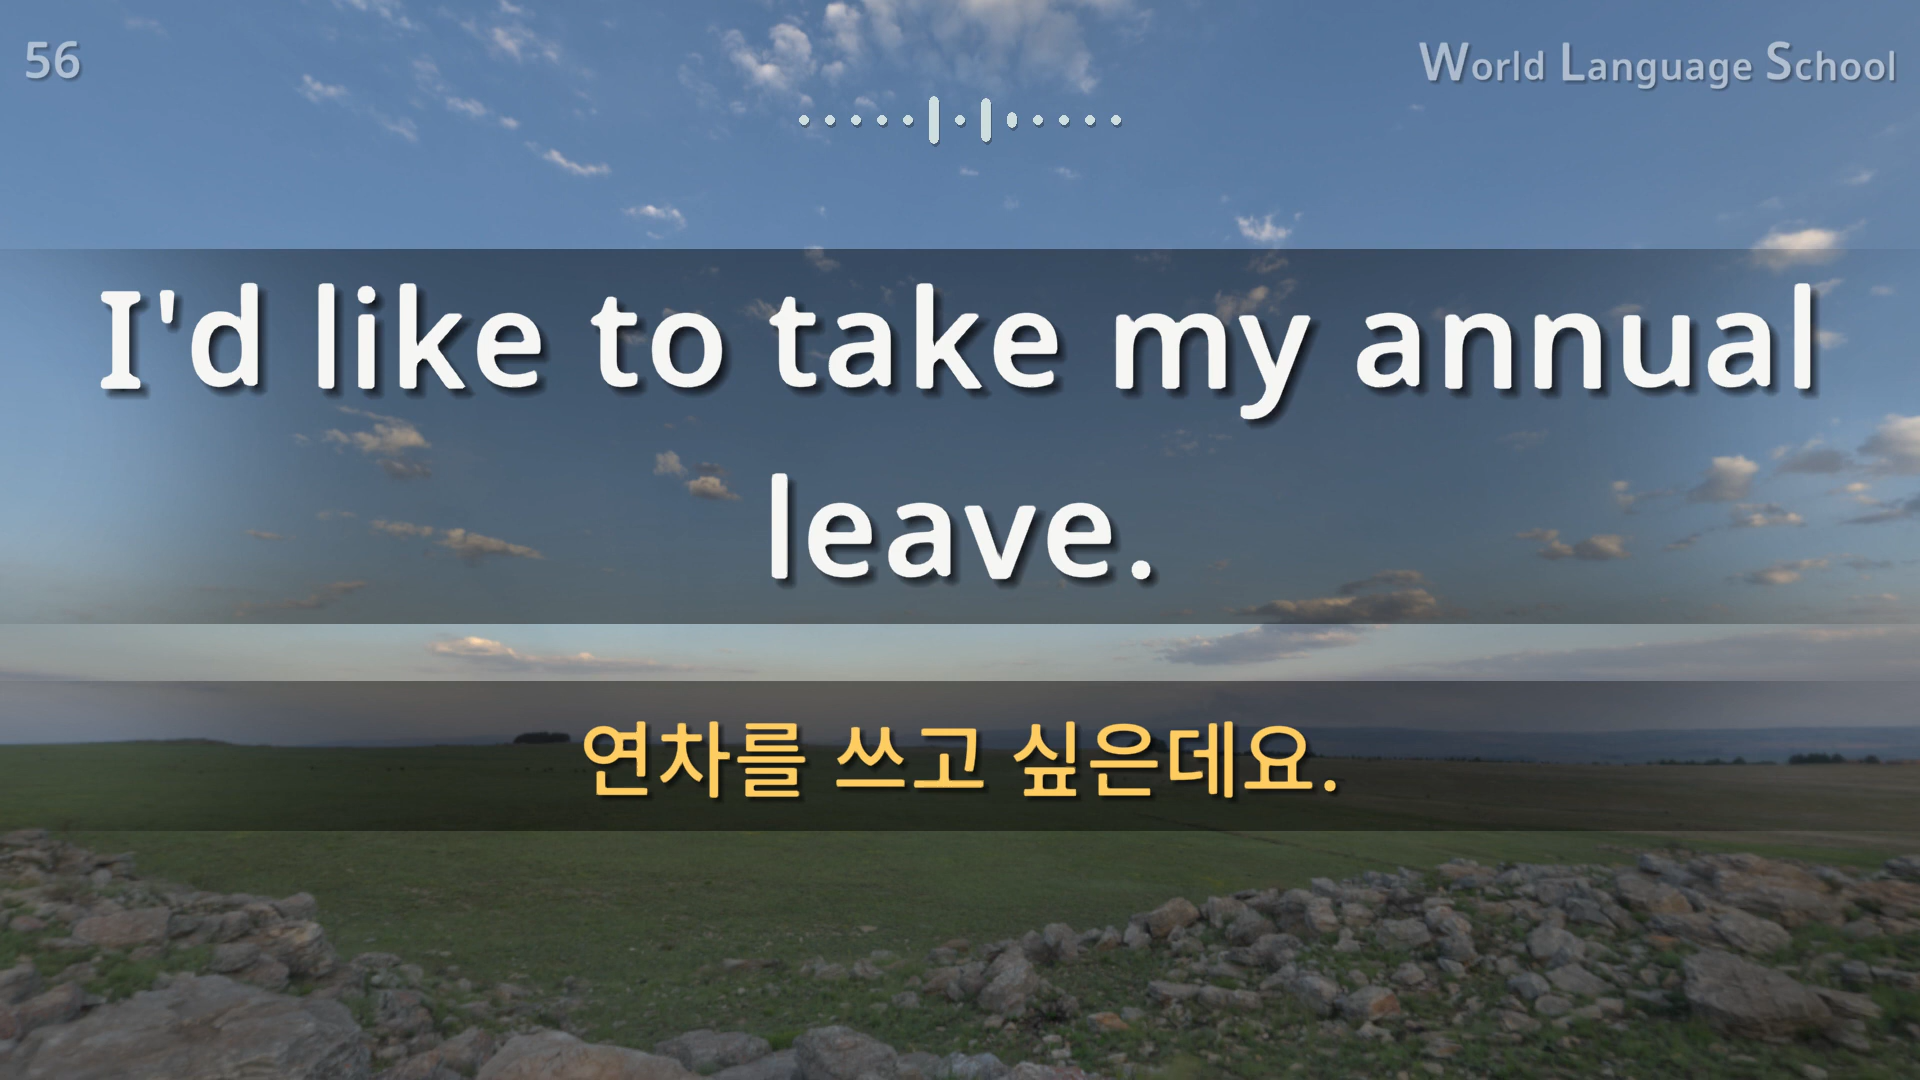 56
World Language School
I'd like to take my annual
leave.
연차를 쓰고 싶은데요.